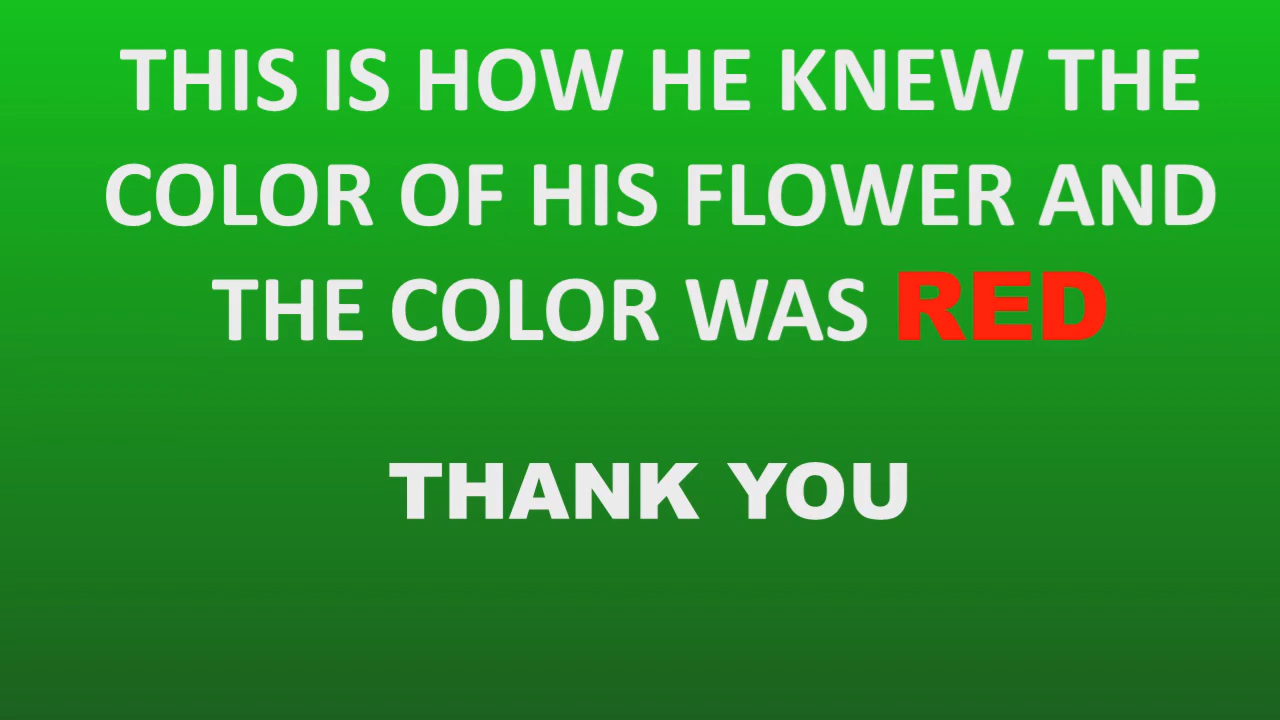 THIS IS HOW HE KNEW THE
COLOR OF HIS FLOWER AND
THE COLOR WAS RED
THANK YOU